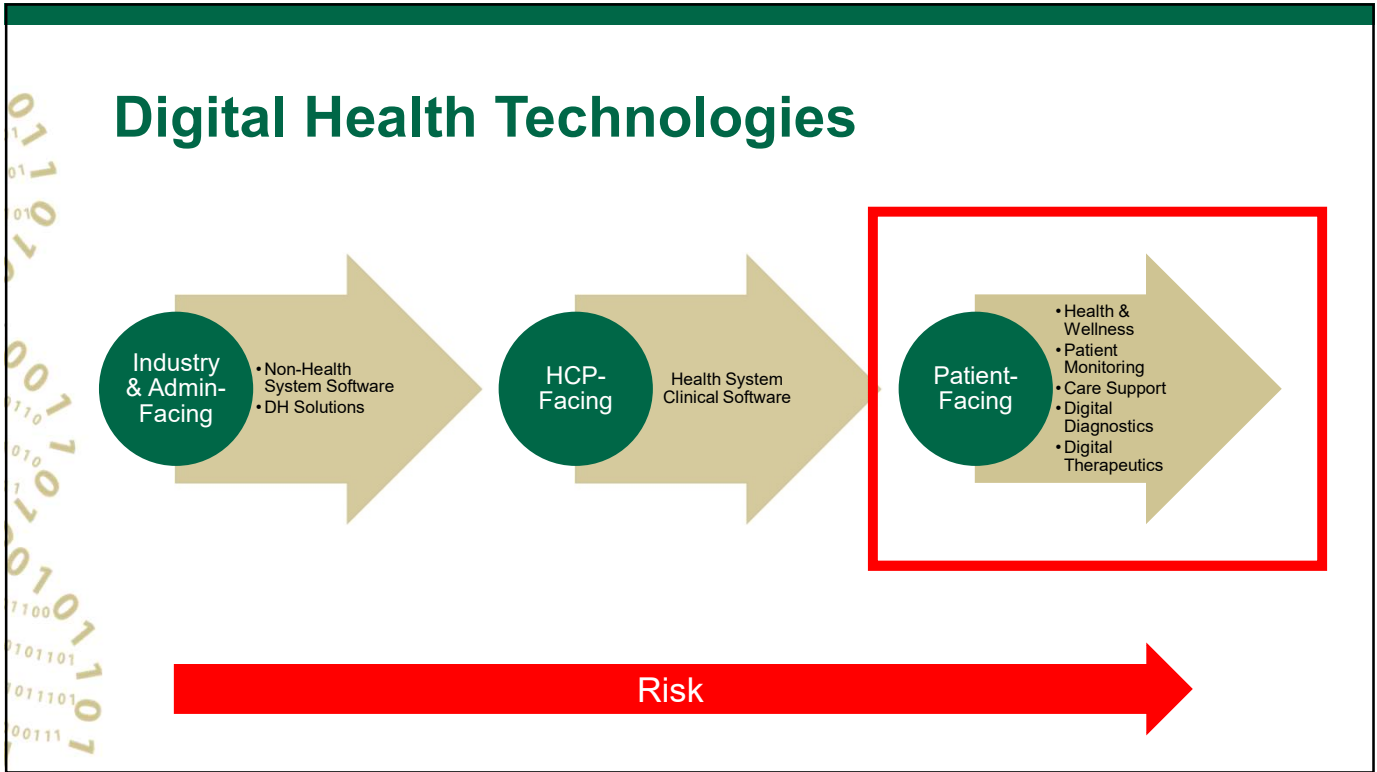 Digital Health Technologies
Industry
& Admin-
Facing
•Non-Health
System Software
•DH Solutions
HCP-
Facing
Health System
Clinical Software
Patient-
Facing
•Health &
Wellness
•Patient
Monitoring
•Care Support
•Digital
Diagnostics
•Digital
Therapeutics
Risk